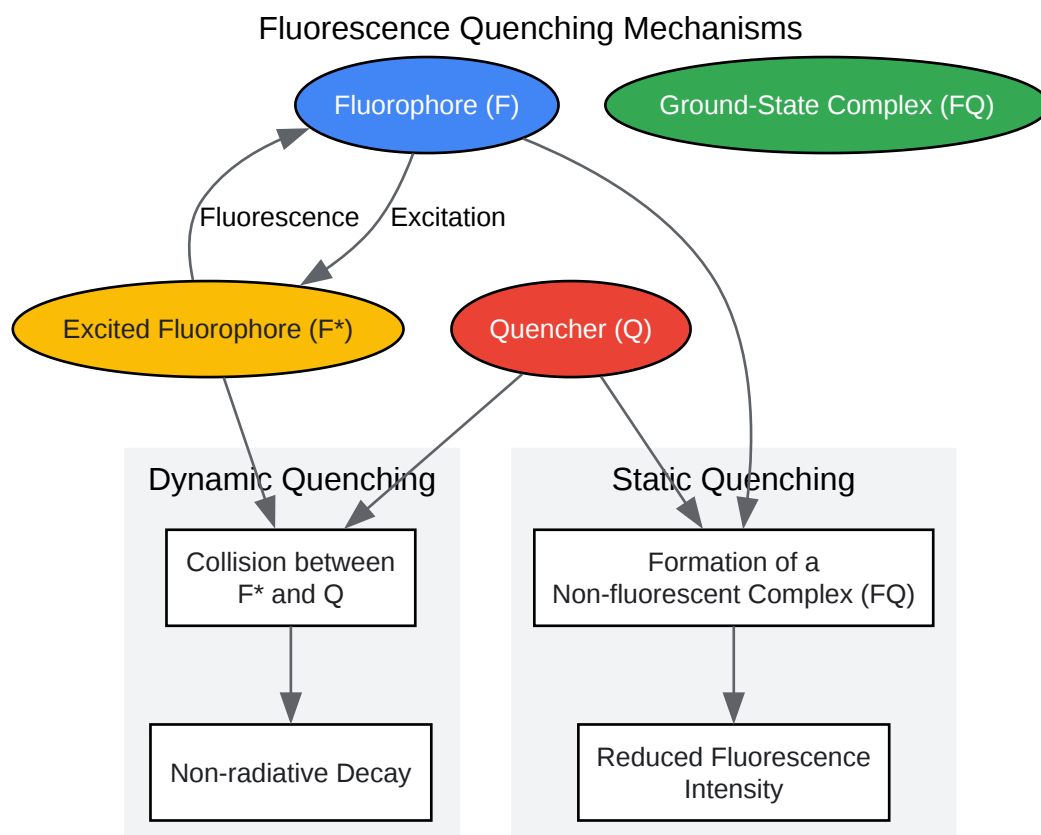 Fluorescence Quenching Mechanisms
Fluorophore (F)
Ground-State Complex (FQ)
Fluorescence
Excitation
Excited Fluorophore (F*)
Quencher (Q)
Dynamic Quenching
Static Quenching
Collision between
F* and Q
Formation of a
Non-fluorescent Complex (FQ)
Non-radiative Decay
Reduced Fluorescence
Intensity